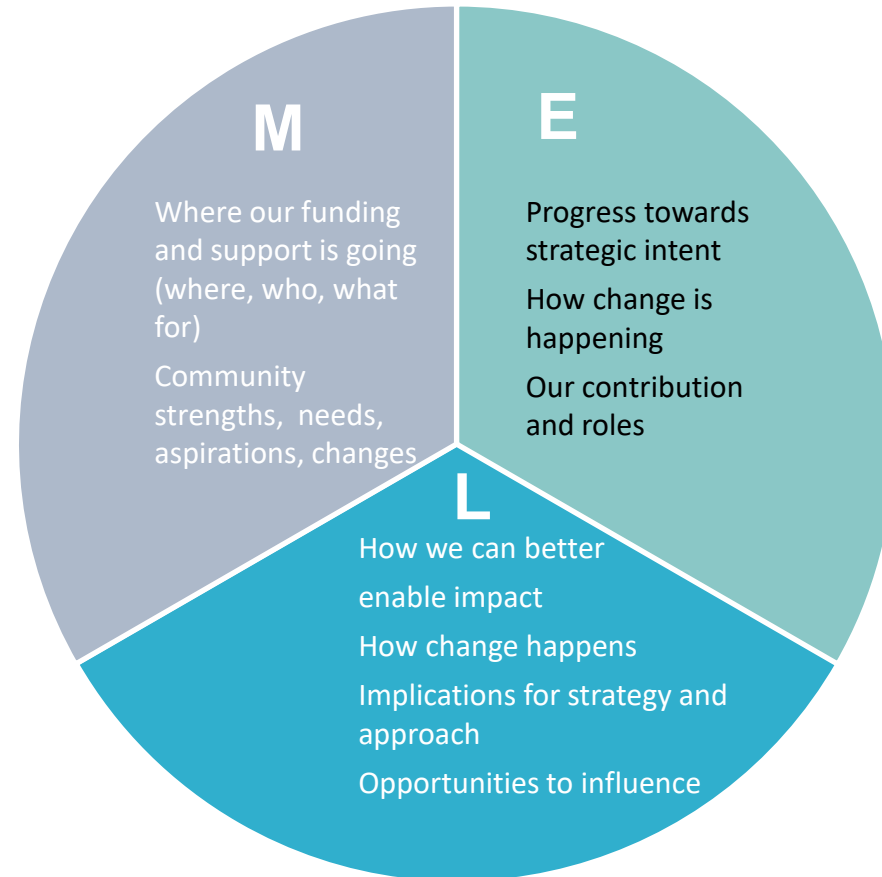 M
Where our funding
and support is going
(where, who, what
for)
Community
strengths,  needs,
aspirations, changes
E
Progress towards
strategic intent
How change is
happening
Our contribution
and roles
L
How we can better
enable impact
How change happens
Implications for strategy and
approach
Opportunities to influence